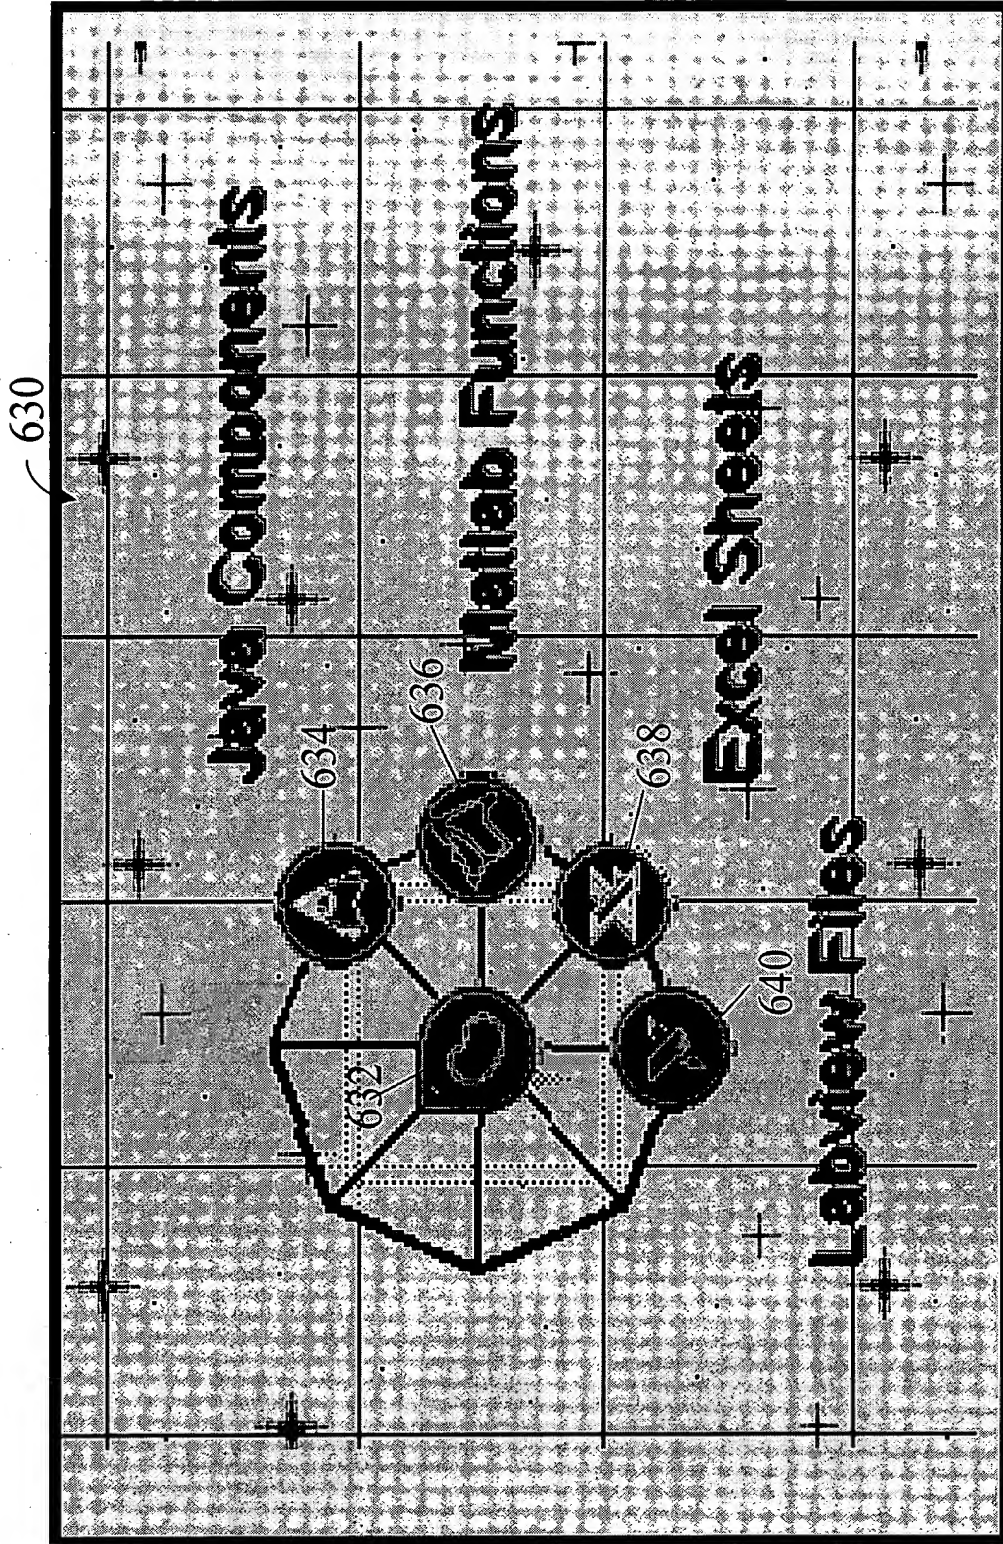 630
Java Components
634
636
Matlab Functions
632
638
Excel Sheets
640
Labview Files